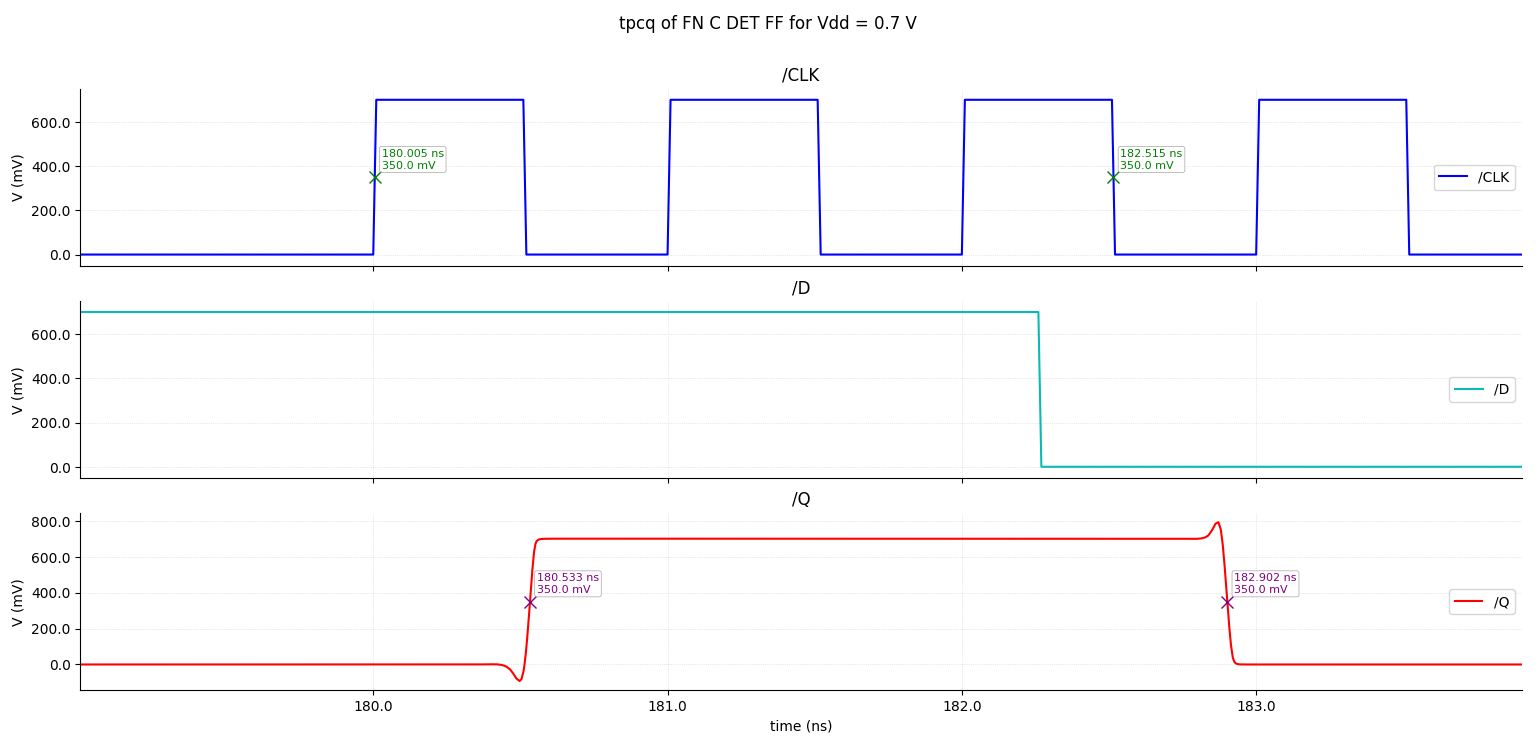 tpcq of FN C DET FF for Vdd = 0.7 V
/CLK
V (mV)
600.0
400.0
200.0
0.0
180.005 ns
350.0 mV
182.515 ns
350.0 mV
/CLK
/D
V (mV)
600.0
400.0
200.0
0.0
/D
/Q
V (mV)
800.0
600.0
400.0
200.0
0.0
180.533 ns
350.0 mV
182.902 ns
350.0 mV
/Q
180.0 181.0 182.0 183.0
time (ns)